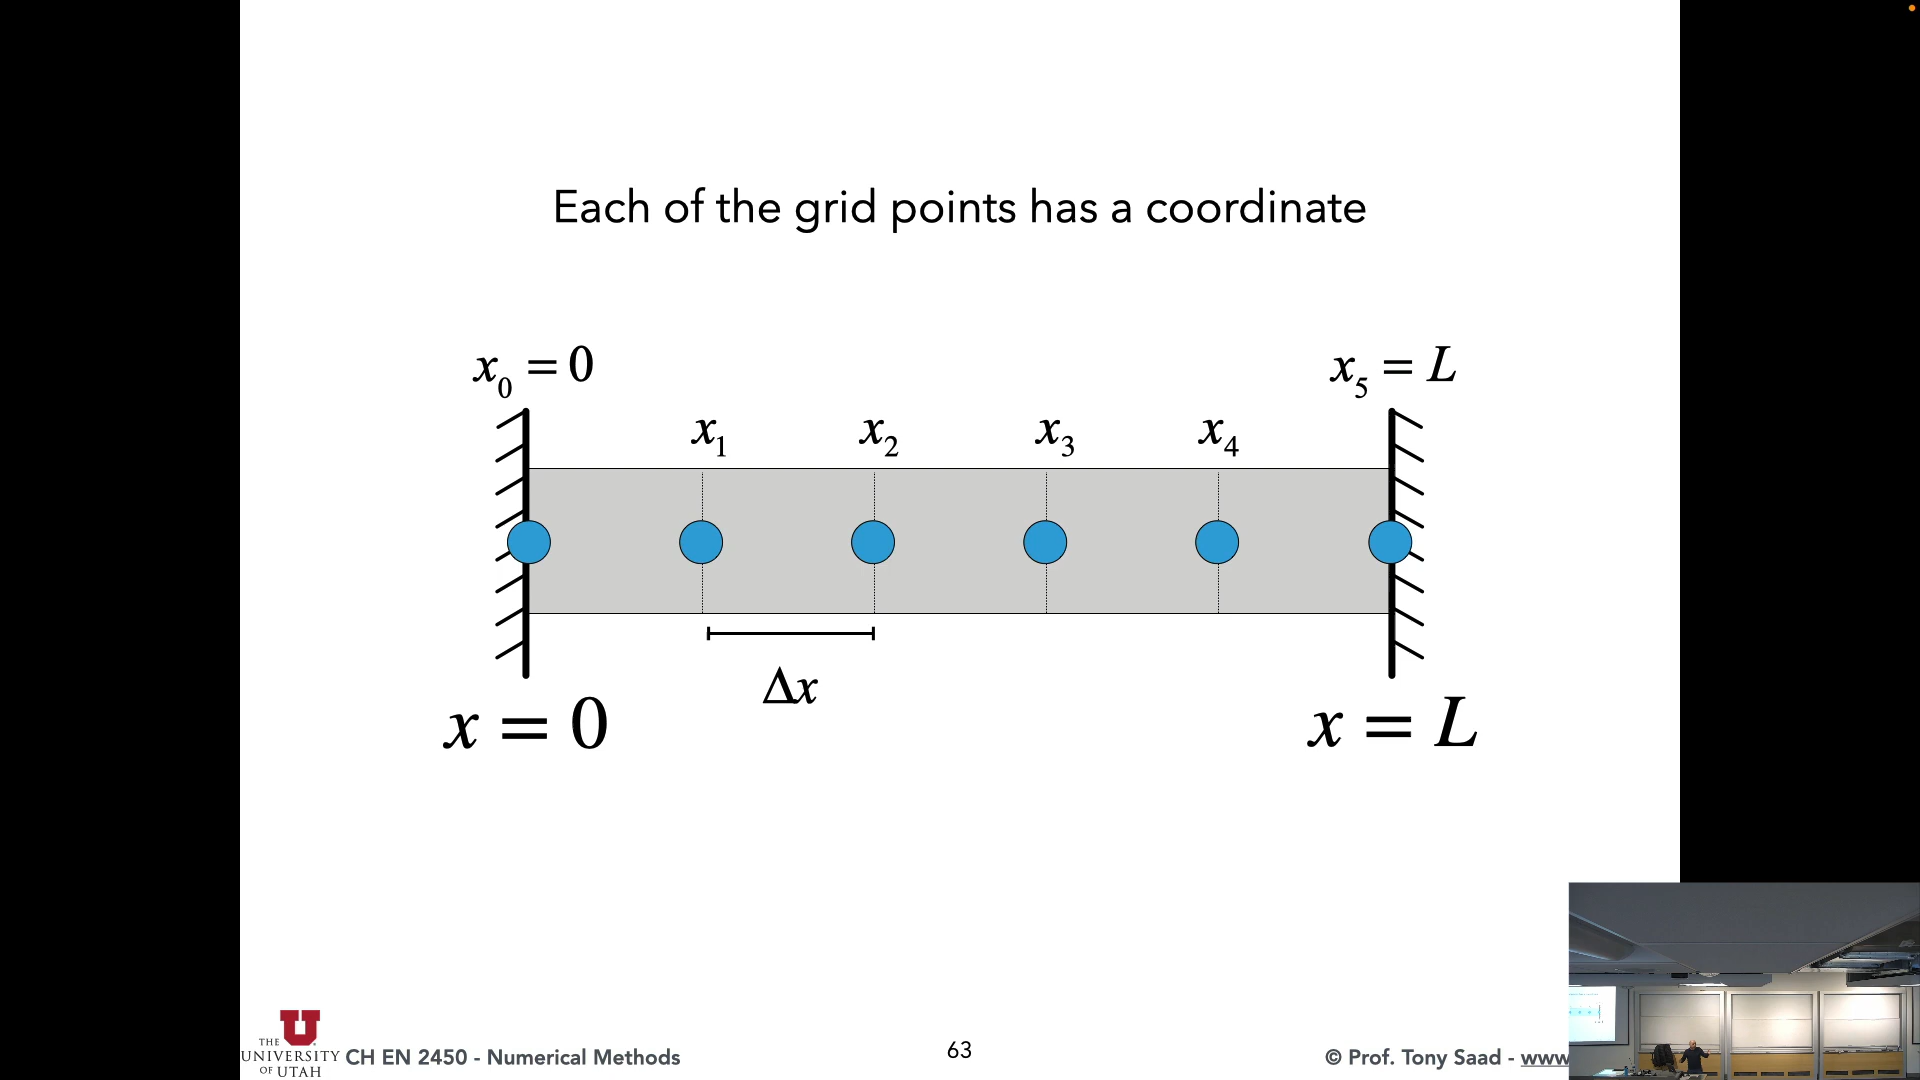 Each of the grid points has a coordinate
x₀ = 0
x₅ = L
x₁
x₂
x₃
x₄
Δx
x = 0
x = L
THE
UNIVERSITY
OF UTAH
CH EN 2450 - Numerical Methods
63
© Prof. Tony Saad - www